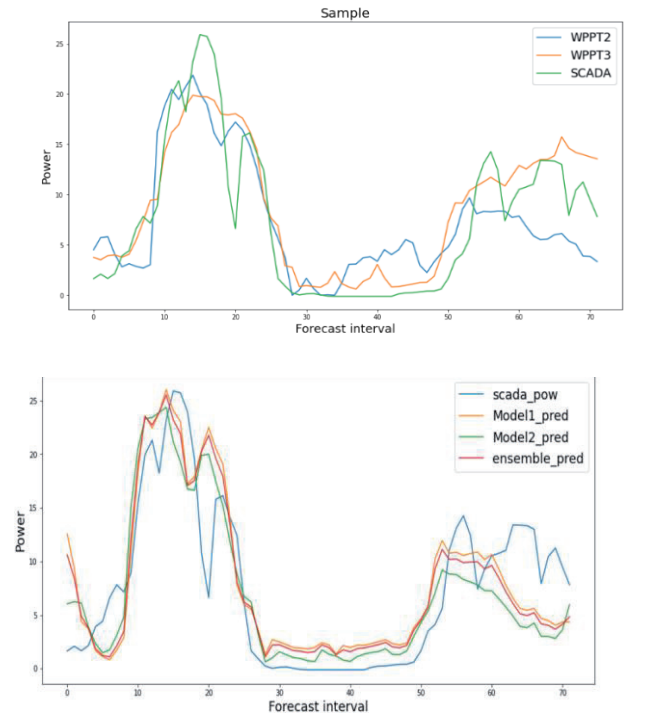 Sample
WPPT2
WPPT3
SCADA
25
20
15
10
5
0
Power
0 10 20 30 40 50 60 70
Forecast interval
scada_pow
Model1_pred
Model2_pred
ensemble_pred
25
20
15
10
5
0
Power
0 10 20 30 40 50 60 70
Forecast interval